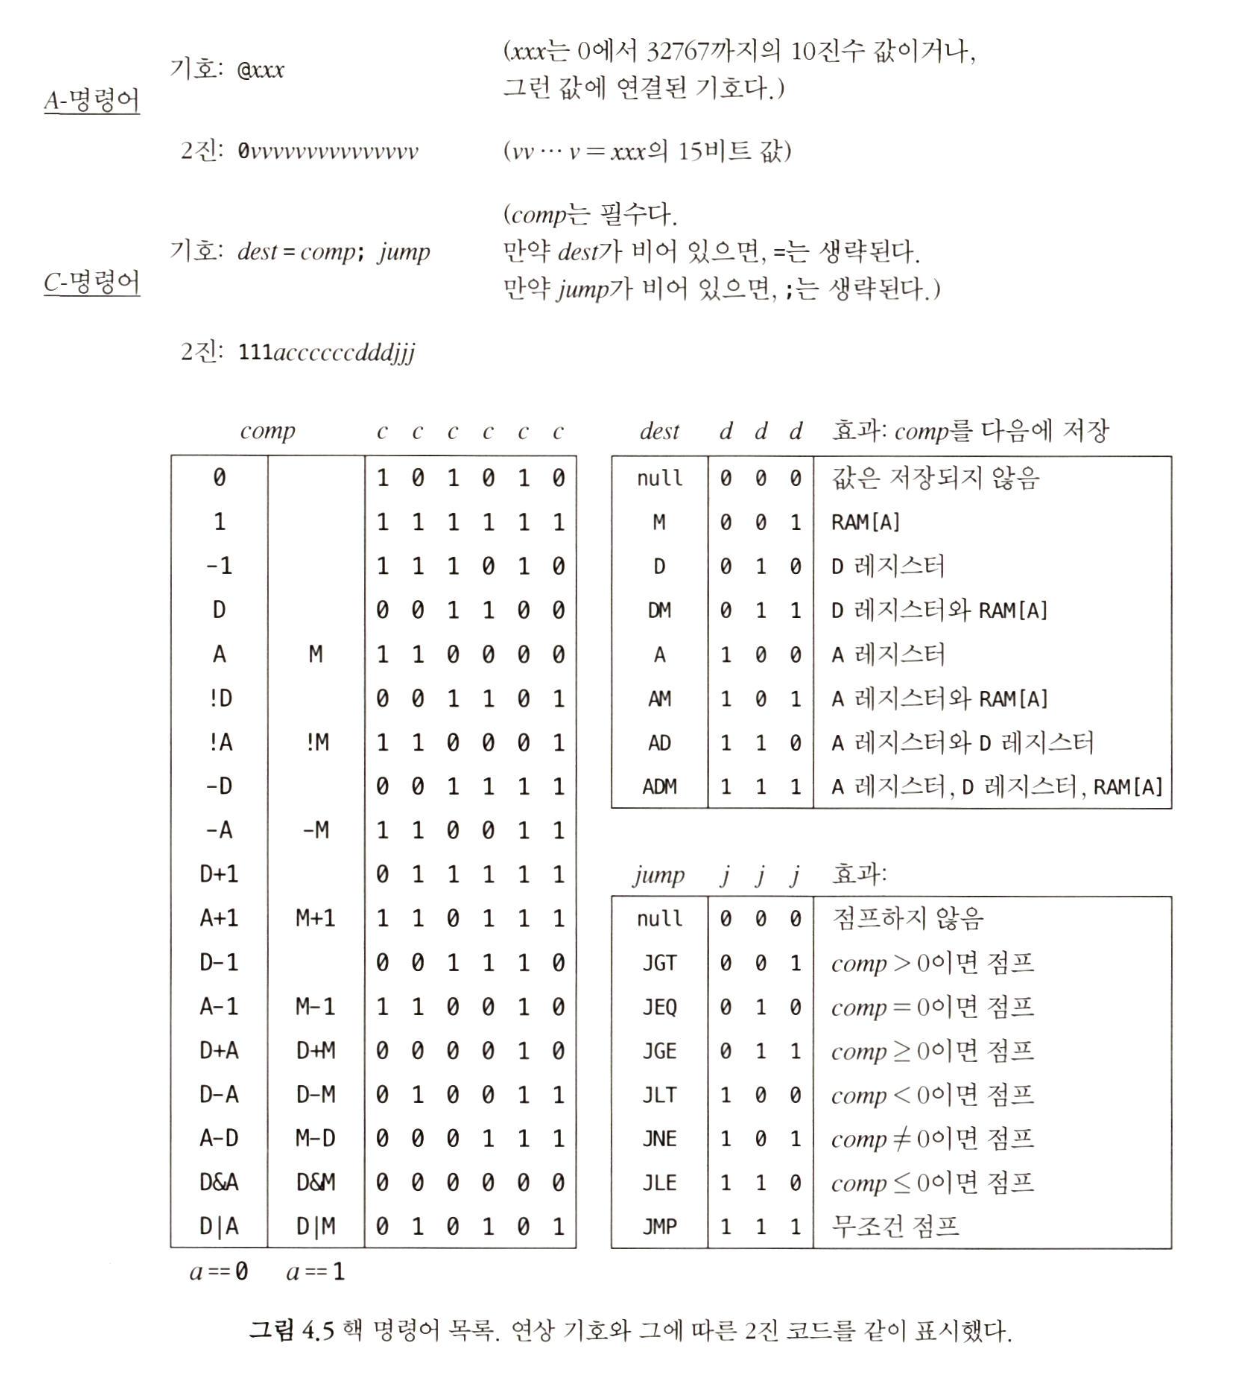 (xxx는 0에서 32767까지의 10진수 값이거나,
기호: @xxx
그런 값에 연결된 기호다.)
A-명령어
2진: 0vvvvvvvvvvvvvvv (vv ··· v = xxx의 15비트 값)
(comp는 필수다.
기호: dest = comp; jump 만약 dest가 비어 있으면, =는 생략된다.
C-명령어 만약 jump가 비어 있으면, ;는 생략된다.)
2진: 111accccccdddjjj
comp c c c c c c
0 1 0 1 0 1 0
1 1 1 1 1 1 1
-1 1 1 1 0 1 0
D 0 0 1 1 0 0
A M 1 1 0 0 0 0
!D 0 0 1 1 0 1
!A !M 1 1 0 0 0 1
-D 0 0 1 1 1 1
-A -M 1 1 0 0 1 1
D+1 0 1 1 1 1 1
A+1 M+1 1 1 0 1 1 1
D-1 0 0 1 1 1 0
A-1 M-1 1 1 0 0 1 0
D+A D+M 0 0 0 0 1 0
D-A D-M 0 1 0 0 1 1
A-D M-D 0 0 0 1 1 1
D&A D&M 0 0 0 0 0 0
D|A D|M 0 1 0 1 0 1
a == 0 a == 1
dest d d d 효과: comp를 다음에 저장
null 0 0 0 값은 저장되지 않음
M 0 0 1 RAM[A]
D 0 1 0 D 레지스터
DM 0 1 1 D 레지스터와 RAM[A]
A 1 0 0 A 레지스터
AM 1 0 1 A 레지스터와 RAM[A]
AD 1 1 0 A 레지스터와 D 레지스터
ADM 1 1 1 A 레지스터, D 레지스터, RAM[A]
jump j j j 효과:
null 0 0 0 점프하지 않음
JGT 0 0 1 comp > 0이면 점프
JEQ 0 1 0 comp = 0이면 점프
JGE 0 1 1 comp ≥ 0이면 점프
JLT 1 0 0 comp < 0이면 점프
JNE 1 0 1 comp ≠ 0이면 점프
JLE 1 1 0 comp ≤ 0이면 점프
JMP 1 1 1 무조건 점프
그림 4.5 핵 명령어 목록. 연상 기호와 그에 따른 2진 코드를 같이 표시했다.